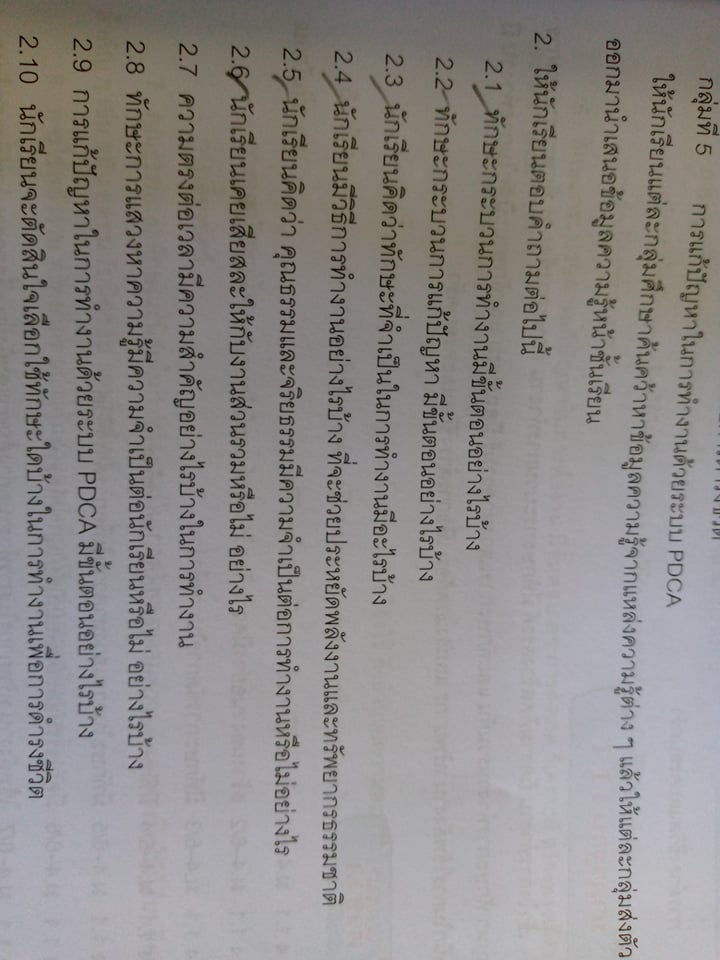 กลุ่มที่ 5 การแก้ปัญหาในการทำงานด้วยระบบ PDCA
ให้นักเรียนแต่ละกลุ่มศึกษาค้นคว้าหาข้อมูลความรู้จากแหล่งความรู้ต่าง ๆ แล้วให้แต่ละกลุ่มส่งตัว
ออกมานำเสนอข้อมูลความรู้หน้าชั้นเรียน
2. ให้นักเรียนตอบคำถามต่อไปนี้
2.1 ทักษะกระบวนการทำงานมีขั้นตอนอย่างไรบ้าง
2.2 ทักษะกระบวนการแก้ปัญหา มีขั้นตอนอย่างไรบ้าง
2.3 นักเรียนคิดว่าทักษะที่จำเป็นในการทำงานมีอะไรบ้าง
2.4 นักเรียนมีวิธีการทำงานอย่างไรบ้าง ที่จะช่วยประหยัดพลังงานและทรัพยากรธรรมชาติ
2.5 นักเรียนคิดว่า คุณธรรมและจริยธรรมมีความจำเป็นต่อการทำงานหรือไม่อย่างไร
2.6 นักเรียนเคยเสียสละให้กับงานส่วนรวมหรือไม่ อย่างไร
2.7 ความตรงต่อเวลามีความสำคัญอย่างไรบ้างในการทำงาน
2.8 ทักษะการแสวงหาความรู้มีความจำเป็นต่อนักเรียนหรือไม่ อย่างไรบ้าง
2.9 การแก้ปัญหาในการทำงานด้วยระบบ PDCA มีขั้นตอนอย่างไรบ้าง
2.10 นักเรียนจะตัดสินใจเลือกใช้ทักษะใดบ้างในการทำงานเพื่อการดำรงชีวิต